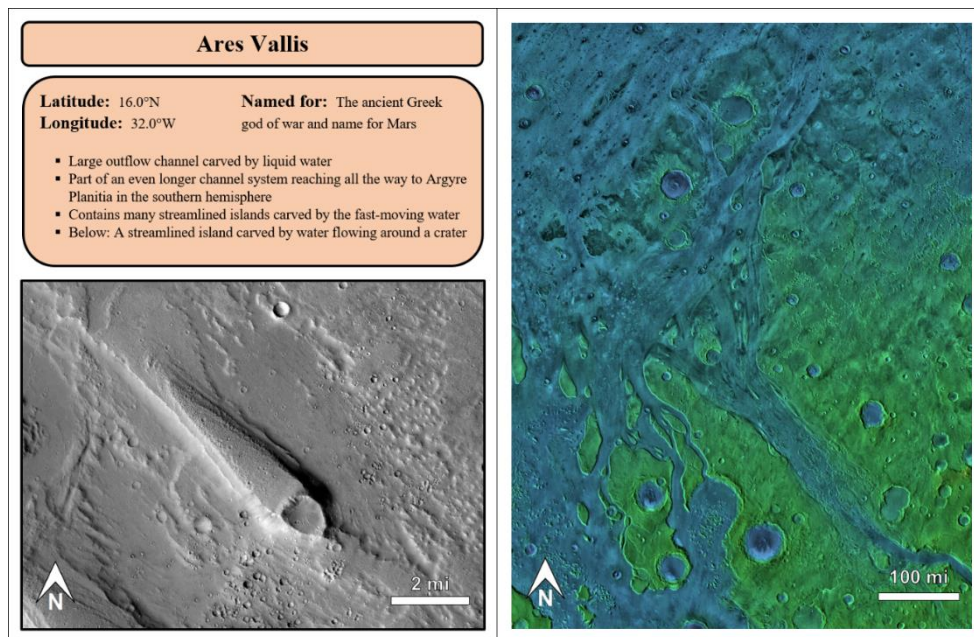 Ares Vallis
Latitude: 16.0°N
Longitude: 32.0°W
Named for: The ancient Greek
god of war and name for Mars
▪ Large outflow channel carved by liquid water
▪ Part of an even longer channel system reaching all the way to Argyre
Planitia in the southern hemisphere
▪ Contains many streamlined islands carved by the fast-moving water
▪ Below: A streamlined island carved by water flowing around a crater
N
2 mi
N
100 mi